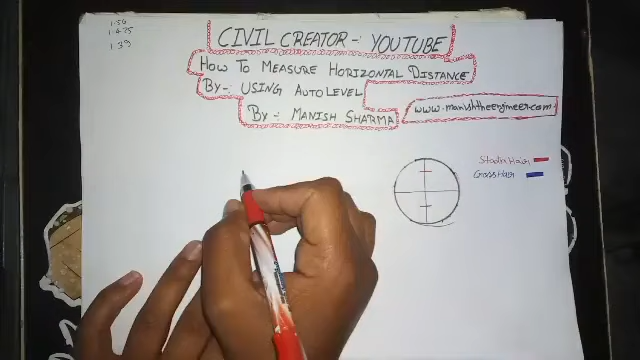 1.56
1.475
1.39
CIVIL CREATOR -: YOUTUBE
HOW TO MEASURE HORIZONTAL DISTANCE
By -: USING AUTOLEVEL
By -: MANISH SHARMA
www.manishtheengineer.com
Stadia Hair
Cross Hair